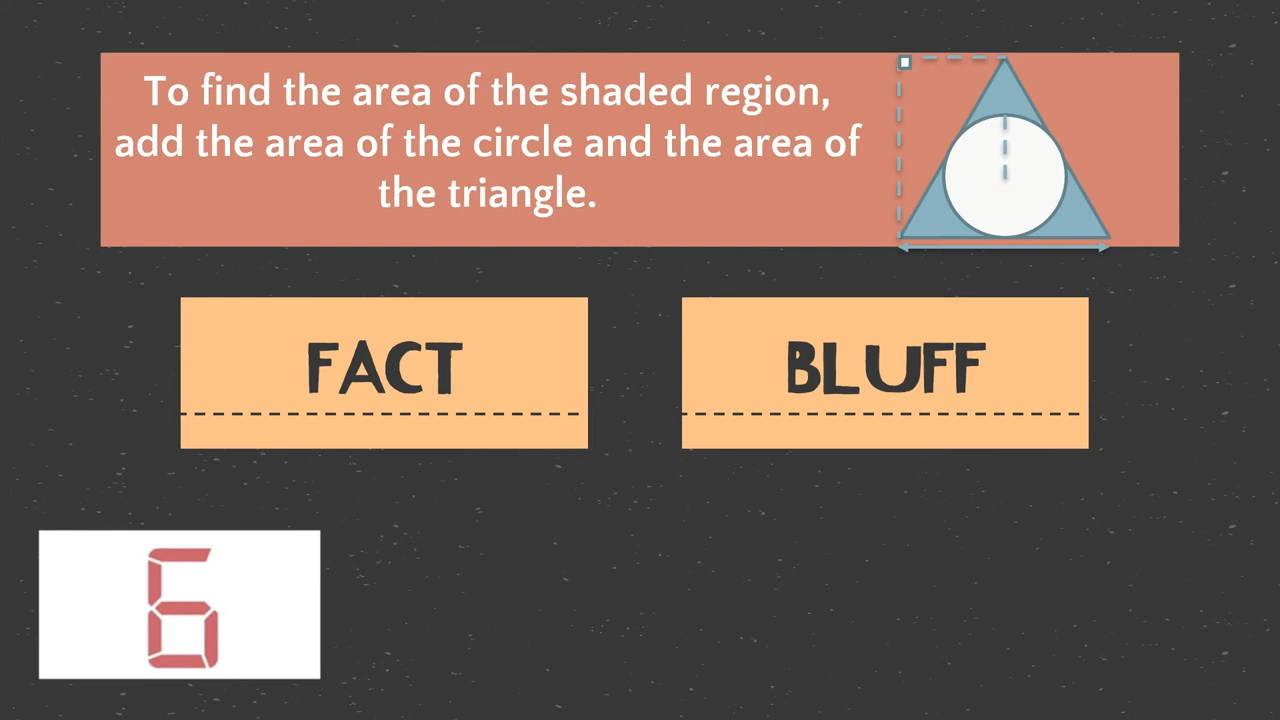 To find the area of the shaded region,
add the area of the circle and the area of
the triangle.
FACT
BLUFF
6